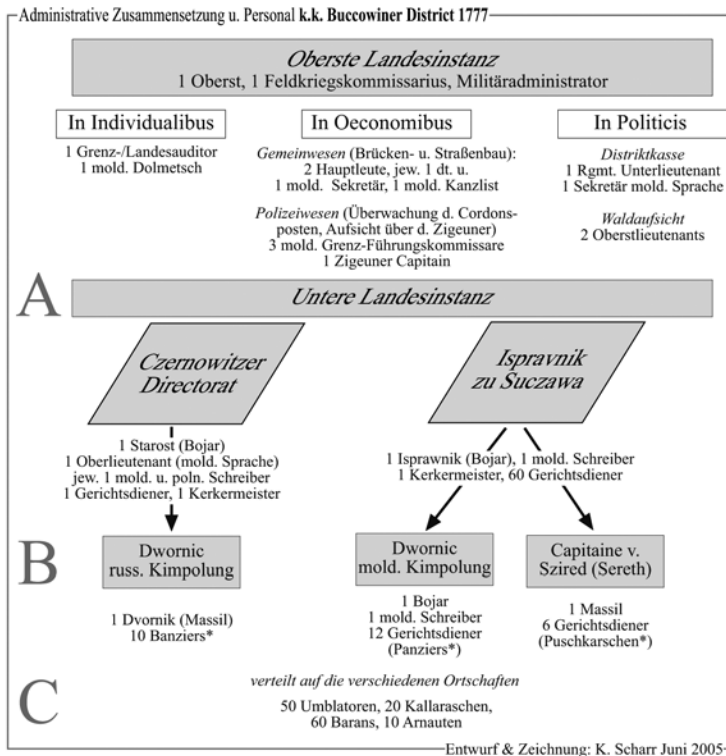 Administrative Zusammensetzung u. Personal k.k. Buccowiner District 1777
Oberste Landesinstanz
1 Oberst, 1 Feldkriegskommissarius, Militäradministrator
In Individualibus
1 Grenz-/Landesauditor
1 mold. Dolmetsch
In Oeconomibus
Gemeinwesen (Brücken- u. Straßenbau):
2 Hauptleute, jew. 1 dt. u.
1 mold. Sekretär, 1 mold. Kanzlist
Polizeiwesen (Überwachung d. Cordons-
posten, Aufsicht über d. Zigeuner)
3 mold. Grenz-Führungskommissare
1 Zigeuner Capitain
In Politicis
Distriktkasse
1 Rgmt. Unterlieutenant
1 Sekretär mold. Sprache
Waldaufsicht
2 Oberstlieutenants
A
Untere Landesinstanz
Czernowitzer
Directorat
1 Starost (Bojar)
1 Oberlieutenant (mold. Sprache)
jew. 1 mold. u. poln. Schreiber
1 Gerichtsdiener, 1 Kerkermeister
Ispravnik
zu Suczawa
1 Isprawnik (Bojar), 1 mold. Schreiber
1 Kerkermeister, 60 Gerichtsdiener
B
Dwornic
russ. Kimpolung
1 Dvornik (Massil)
10 Banziers*
Dwornic
mold. Kimpolung
1 Bojar
1 mold. Schreiber
12 Gerichtsdiener
(Panziers*)
Capitaine v.
Szired (Sereth)
1 Massil
6 Gerichtsdiener
(Puschkarschen*)
C
verteilt auf die verschiedenen Ortschaften
50 Umblatoren, 20 Kallaraschen,
60 Barans, 10 Arnauten
Entwurf & Zeichnung: K. Scharr Juni 2005